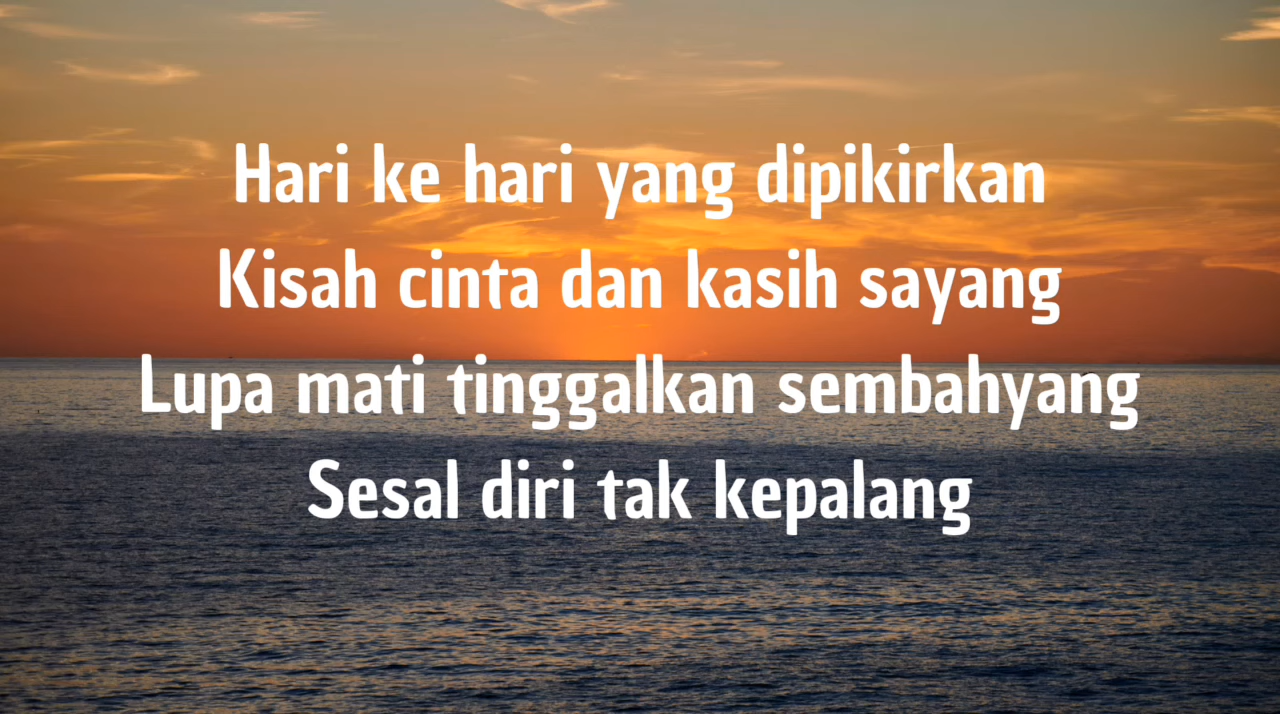 Hari ke hari yang dipikirkan
Kisah cinta dan kasih sayang
Lupa mati tinggalkan sembahyang
Sesal diri tak kepalang